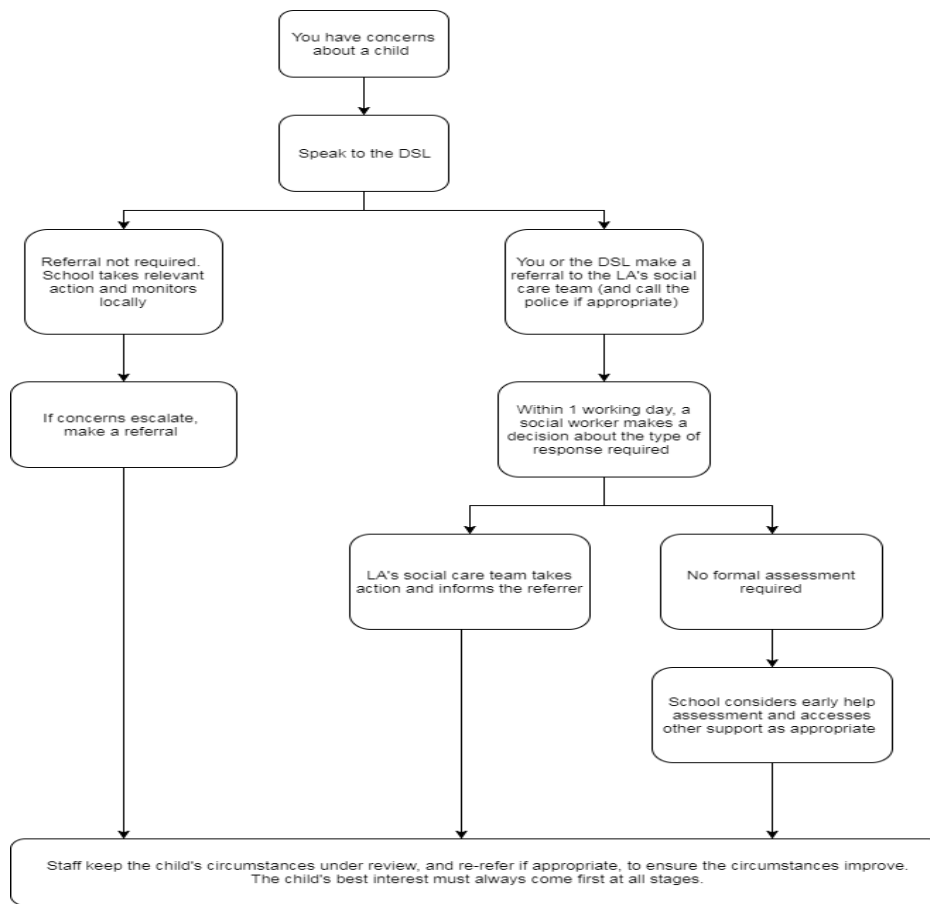 You have concerns
about a child
Speak to the DSL
Referral not required.
School takes relevant
action and monitors
locally
You or the DSL make a
referral to the LA's social
care team (and call the
police if appropriate)
If concerns escalate,
make a referral
Within 1 working day, a
social worker makes a
decision about the type of
response required
LA's social care team takes
action and informs the referrer
No formal assessment
required
School considers early help
assessment and accesses
other support as appropriate
Staff keep the child's circumstances under review, and re-refer if appropriate, to ensure the circumstances improve.
The child's best interest must always come first at all stages.